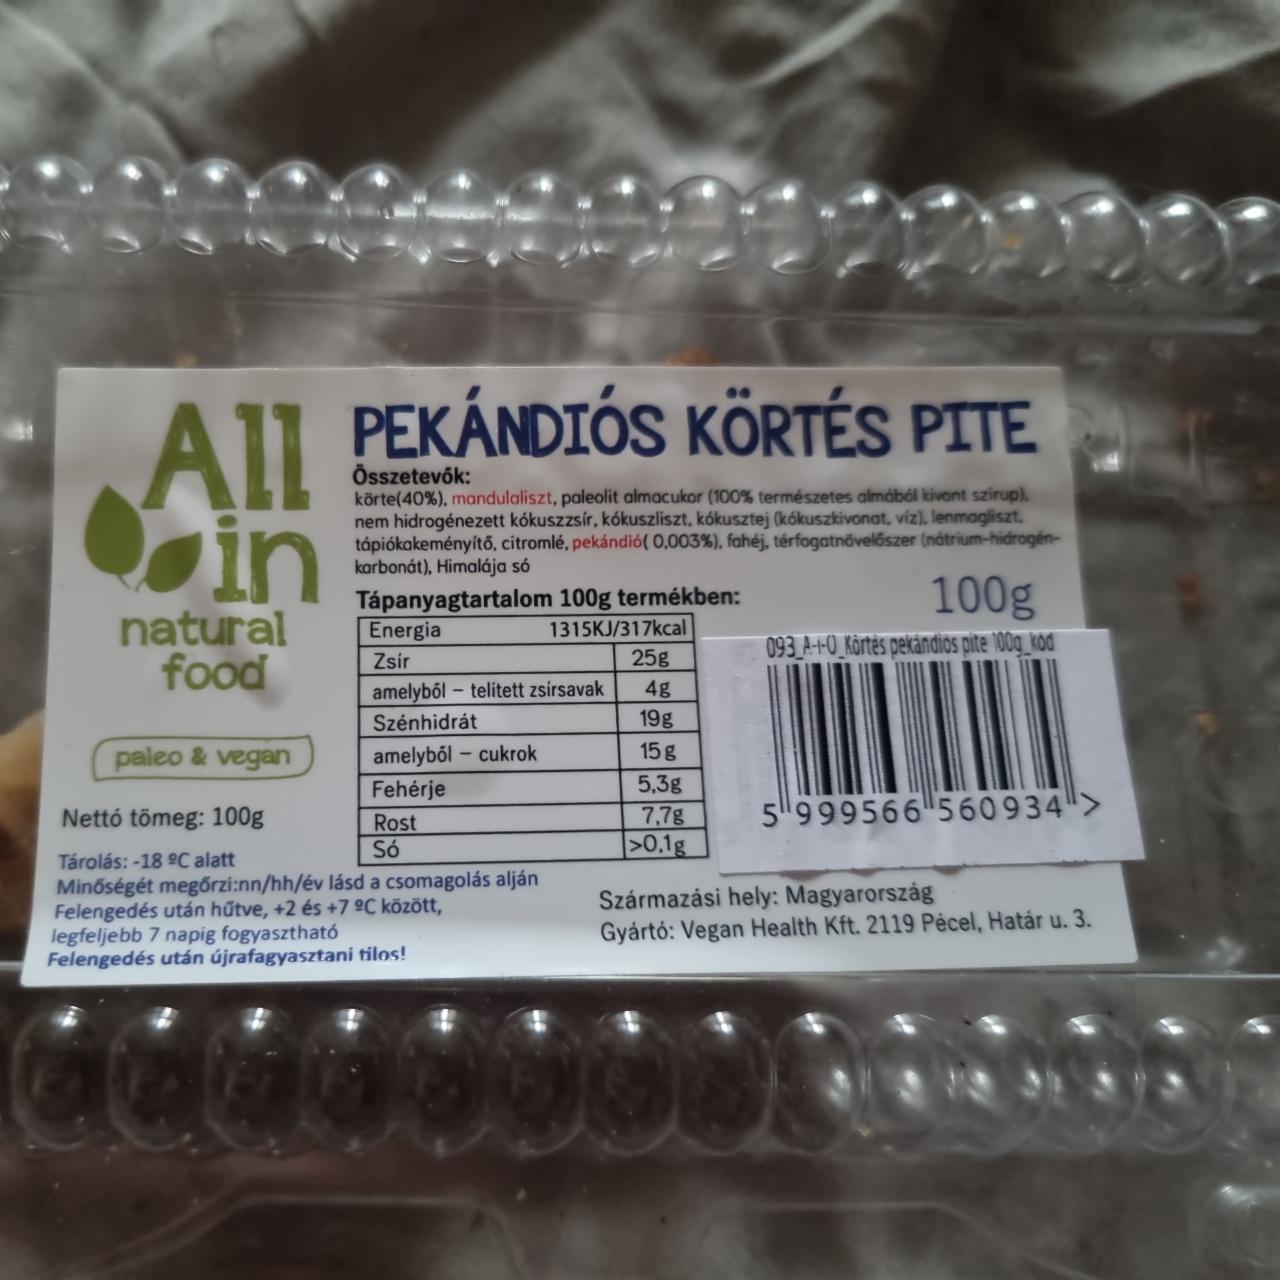 All
in
natural
food
paleo & vegan
Nettó tömeg: 100g
PEKÁNDIÓS KÖRTÉS PITE
Összetevők:
körte(40%), mandulaliszt, paleolit almacukor (100% természetes almából kivont szirup),
nem hidrogénezett kókuszzsír, kókuszliszt, kókusztej (kókuszkivonat, víz), lenmagliszt,
tápiókakeményítő, citromlé, pekándió( 0,003%), fahéj, térfogatnövelőszer (nátrium-hidrogén-
karbonát), Himalája só
Tápanyagtartalom 100g termékben:
100g
Energia 1315KJ/317kcal
Zsír 25g
amelyből – telített zsírsavak 4g
Szénhidrát 19g
amelyből – cukrok 15g
Fehérje 5,3g
Rost 7,7g
Só >0,1g
093_A-i-O_Körtés pekándiós pite 100g_kód
5 999566 560934 >
Tárolás: -18 ºC alatt
Minőségét megőrzi:nn/hh/év lásd a csomagolás alján
Felengedés után hűtve, +2 és +7 ºC között,
legfeljebb 7 napig fogyasztható
Felengedés után újrafagyasztani tilos!
Származási hely: Magyarország
Gyártó: Vegan Health Kft. 2119 Pécel, Határ u. 3.